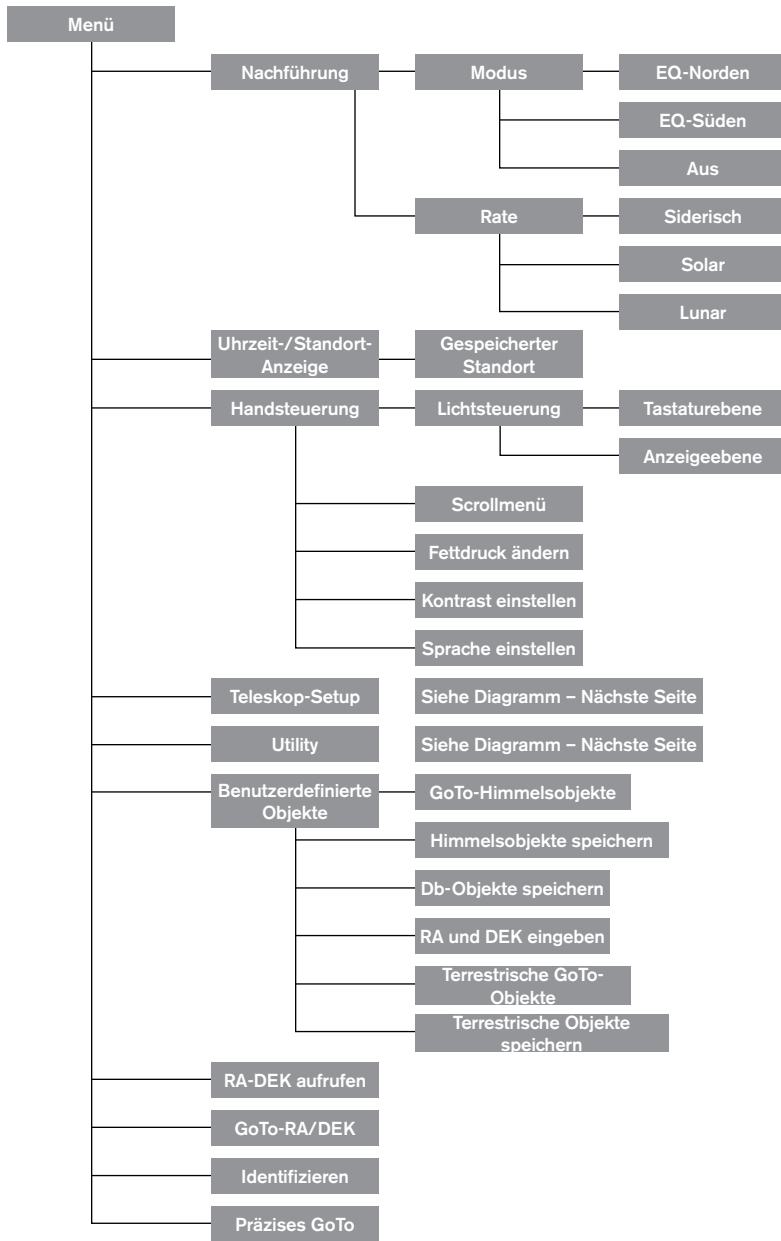 Menü
Nachführung
Modus
EQ-Norden
EQ-Süden
Aus
Rate
Siderisch
Solar
Lunar
Uhrzeit-/Standort-
Anzeige
Gespeicherter
Standort
Handsteuerung
Lichtsteuerung
Tastaturebene
Anzeigeebene
Scrollmenü
Fettdruck ändern
Kontrast einstellen
Sprache einstellen
Teleskop-Setup
Siehe Diagramm – Nächste Seite
Utility
Siehe Diagramm – Nächste Seite
Benutzerdefinierte
Objekte
GoTo-Himmelsobjekte
Himmelsobjekte speichern
Db-Objekte speichern
RA und DEK eingeben
Terrestrische GoTo-
Objekte
Terrestrische Objekte
speichern
RA-DEK aufrufen
GoTo-RA/DEK
Identifizieren
Präzises GoTo